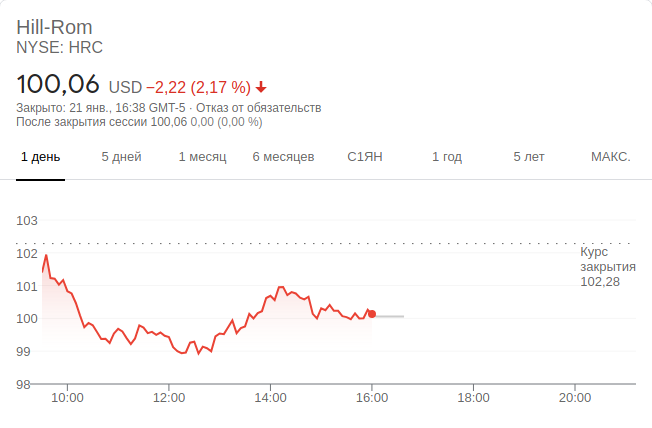 Hill-Rom
NYSE: HRC
100,06 USD −2,22 (2,17 %)
Закрыто: 21 янв., 16:38 GMT-5 · Отказ от обязательств
После закрытия сессии 100,06 0,00 (0,00 %)
1 день 5 дней 1 месяц 6 месяцев С1ЯН 1 год 5 лет МАКС.
103
102
101
100
99
98
Курс
закрытия
102,28
10:00 12:00 14:00 16:00 18:00 20:00